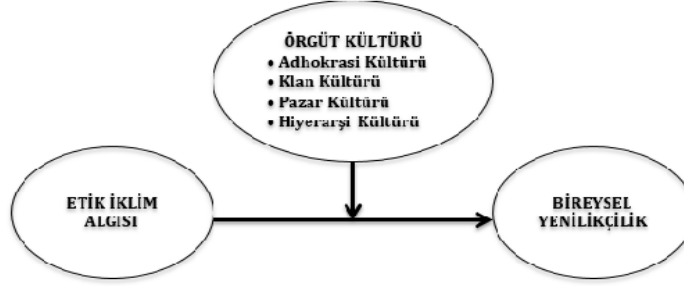 ÖRGÜT KÜLTÜRÜ
• Adhokrasi Kültürü
• Klan Kültürü
• Pazar Kültürü
• Hiyerarşi Kültürü
ETİK İKLİM
ALGISI
BİREYSEL
YENİLİKÇİLİK